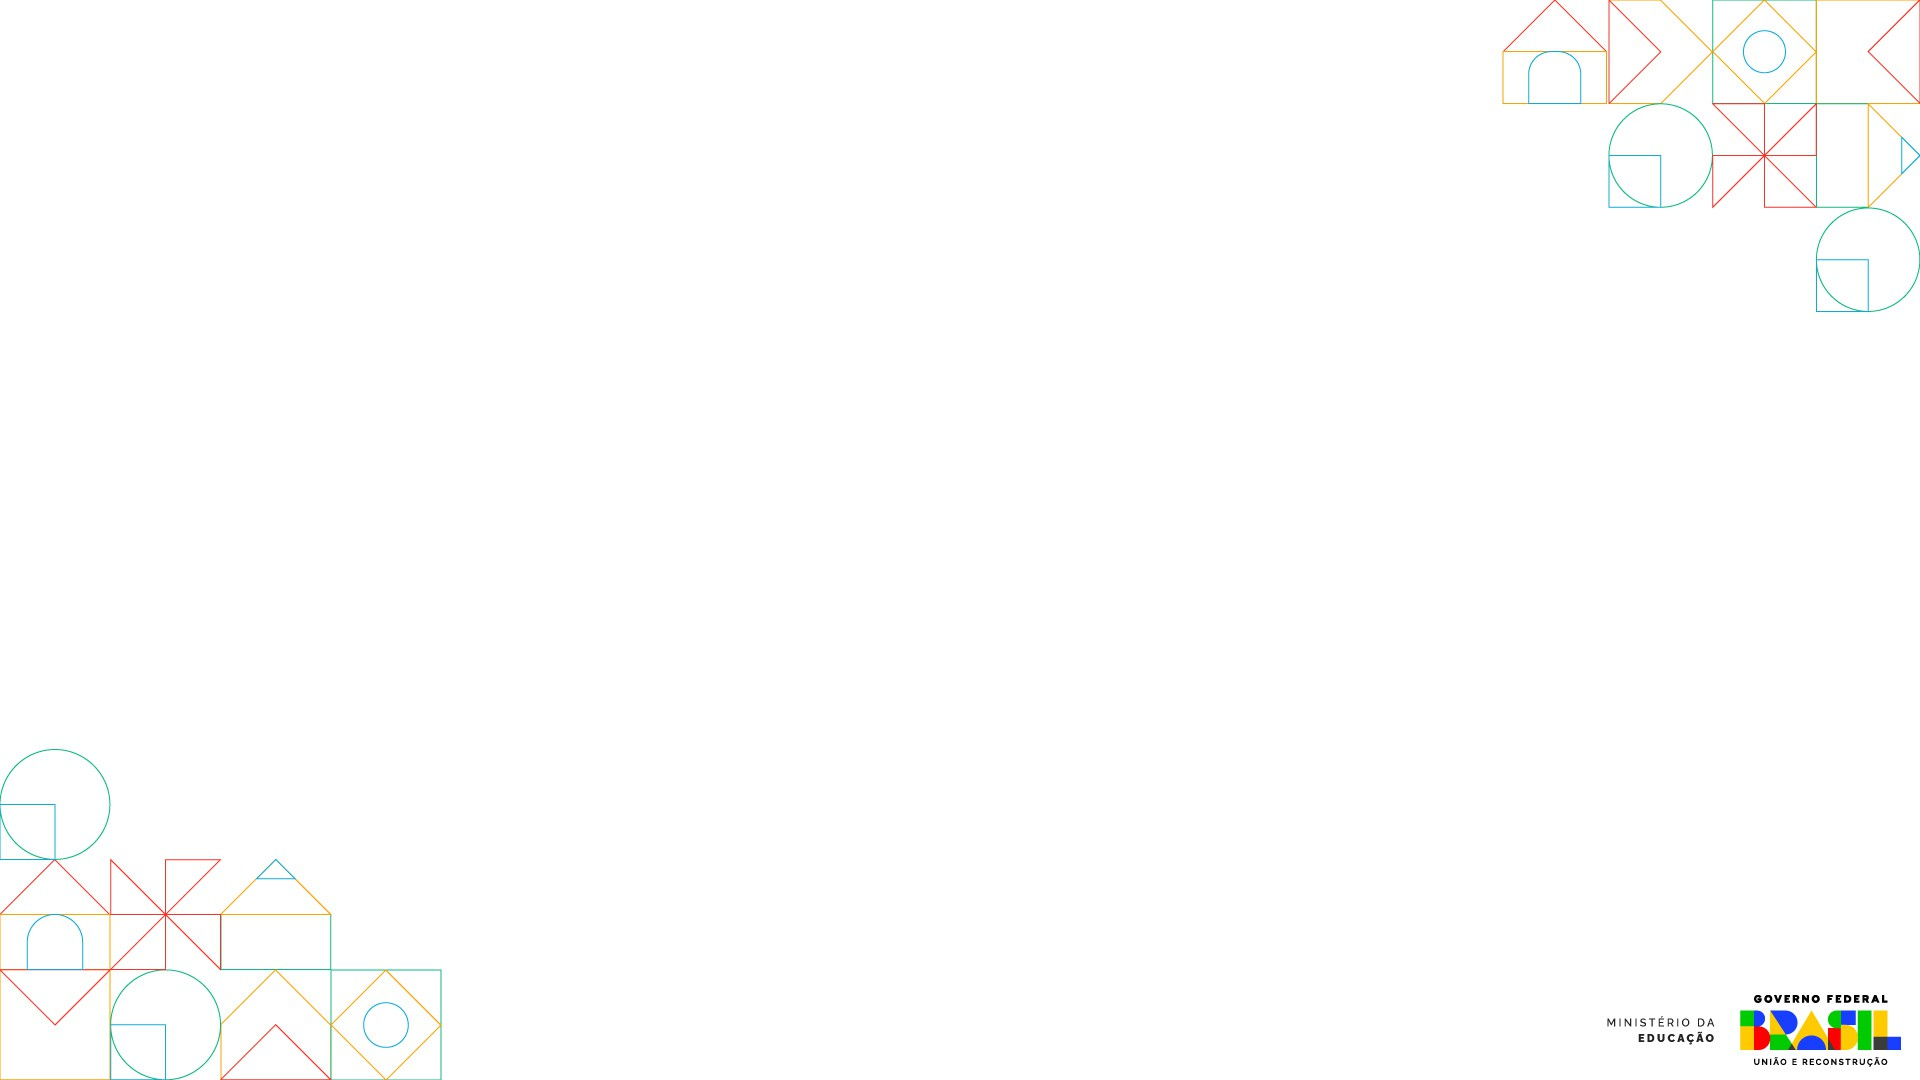 MINISTÉRIO DA
EDUCAÇÃO
GOVERNO FEDERAL
BRASIL
UNIÃO E RECONSTRUÇÃO